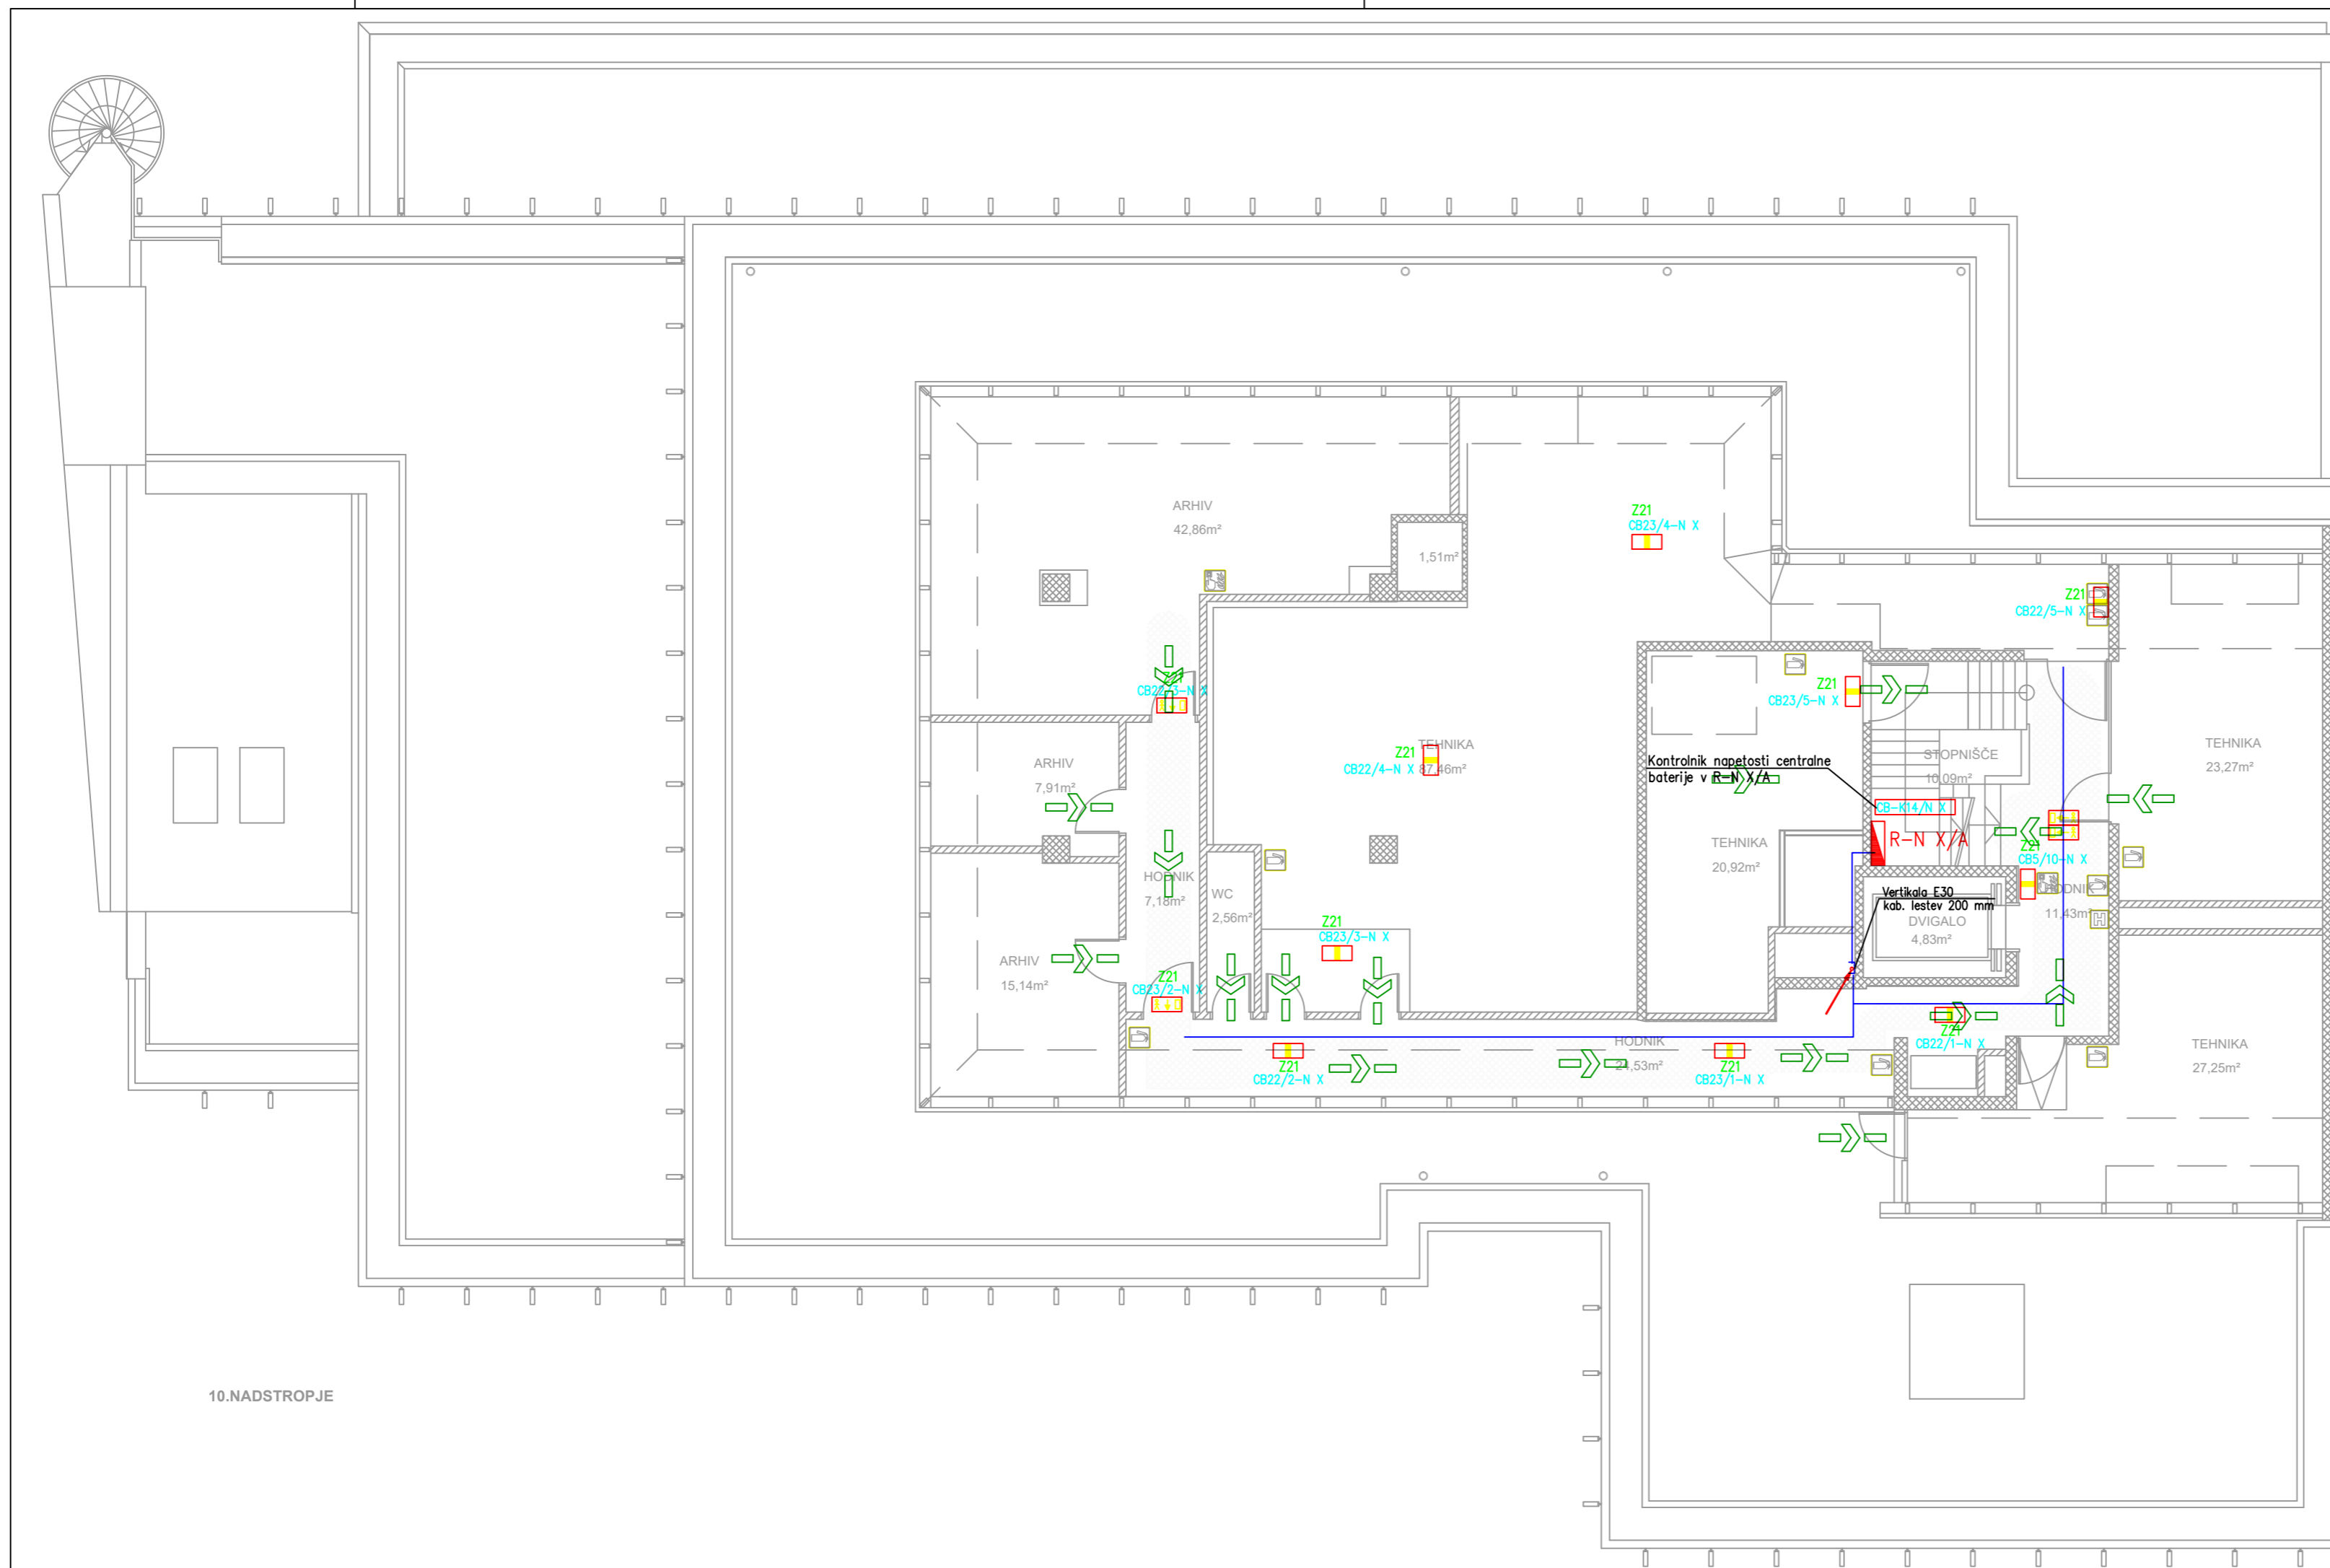 ARHIV
42,86m²
1,51m²
Z21
CB23/4-N X
Z21
CB22/5-N X
Z21
CB22/3-N X
Z21
CB23/5-N X
Z21
CB22/4-N X
TEHNIKA
87,46m²
Kontrolnik napetosti centralne
baterije v R-N X/A
STOPNIŠČE
10,09m²
CB-K14/N X
R-N X/A
TEHNIKA
23,27m²
ARHIV
7,91m²
TEHNIKA
20,92m²
Z21
CB5/10-N X
HODNIK
7,18m²
WC
2,56m²
Vertikala E30
kab. lestev 200 mm
DVIGALO
4,83m²
HODNIK
11,43m²
Z21
CB23/3-N X
ARHIV
15,14m²
Z21
CB23/2-N X
Z21
CB22/2-N X
HODNIK
21,53m²
Z21
CB23/1-N X
Z21
CB22/1-N X
TEHNIKA
27,25m²
10.NADSTROPJE